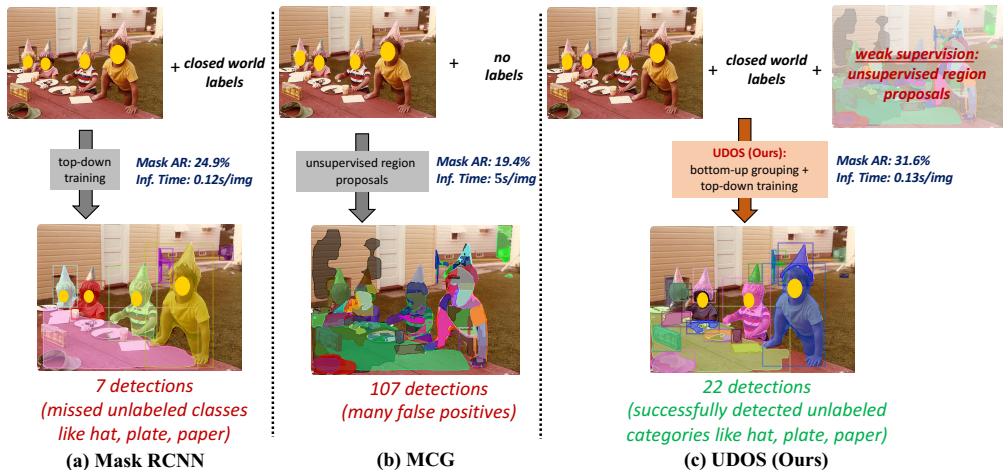 + closed world
labels
top-down
training
Mask AR: 24.9%
Inf. Time: 0.12s/img
7 detections
(missed unlabeled classes
like hat, plate, paper)
(a) Mask RCNN
+ no
labels
unsupervised region
proposals
Mask AR: 19.4%
Inf. Time: 5s/img
107 detections
(many false positives)
(b) MCG
+ closed world +
labels
weak supervision:
unsupervised region
proposals
UDOS (Ours):
bottom-up grouping +
top-down training
Mask AR: 31.6%
Inf. Time: 0.13s/img
22 detections
(successfully detected unlabeled
categories like hat, plate, paper)
(c) UDOS (Ours)